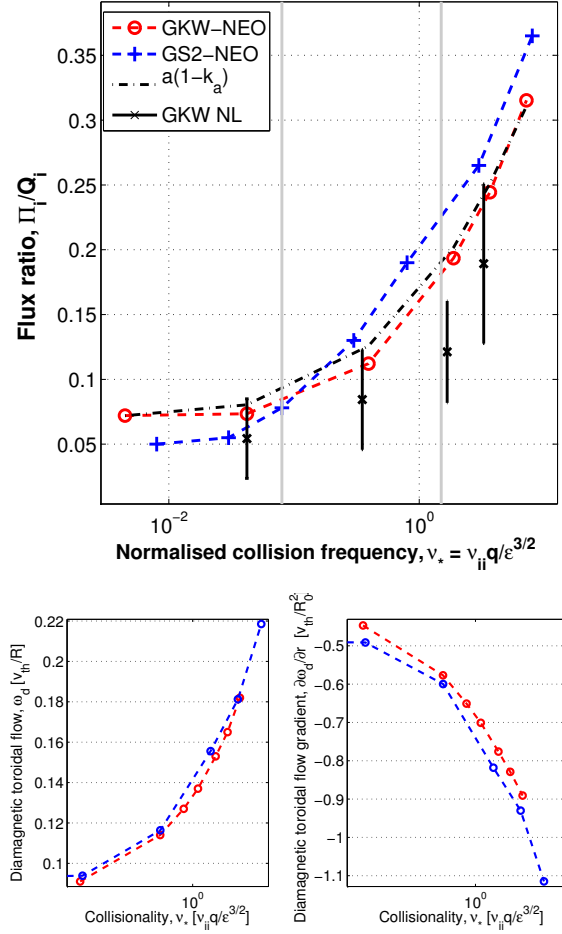 GKW−NEO
GS2−NEO
a(1−k_a)
GKW NL
0.35
0.3
0.25
0.2
0.15
0.1
0.05
Flux ratio, Π_i/Q_i
10^−2
10^0
Normalised collision frequency, ν_* = ν_ii q/ε^3/2
0.22
0.2
0.18
0.16
0.14
0.12
0.1
Diamagnetic toroidal flow, ω_d [v_th/R]
10^0
Collisionality, ν_* [ν_ii q/ε^3/2]
−0.5
−0.6
−0.7
−0.8
−0.9
−1
−1.1
Diamagnetic toroidal flow gradient, ∂ω_d/∂r [v_th/R_0^2]
10^0
Collisionality, ν_* [ν_ii q/ε^3/2]